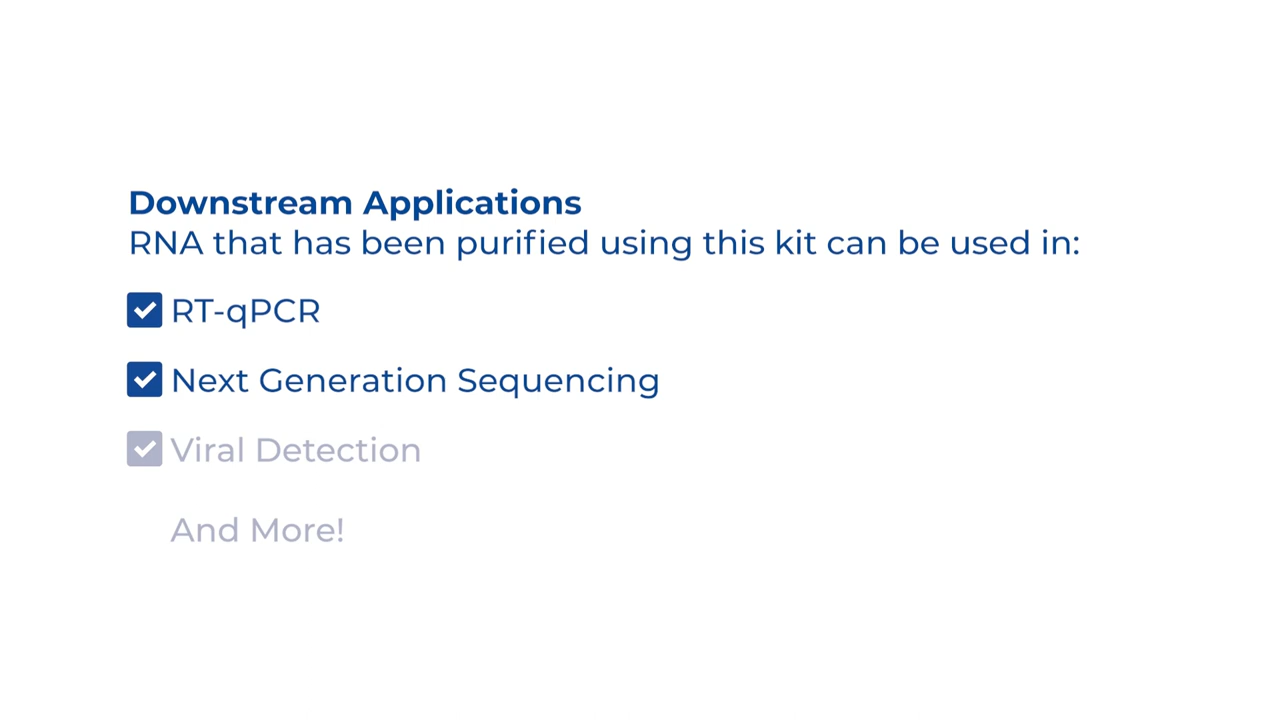 Downstream Applications
RNA that has been purified using this kit can be used in:
RT-qPCR
Next Generation Sequencing
Viral Detection
And More!